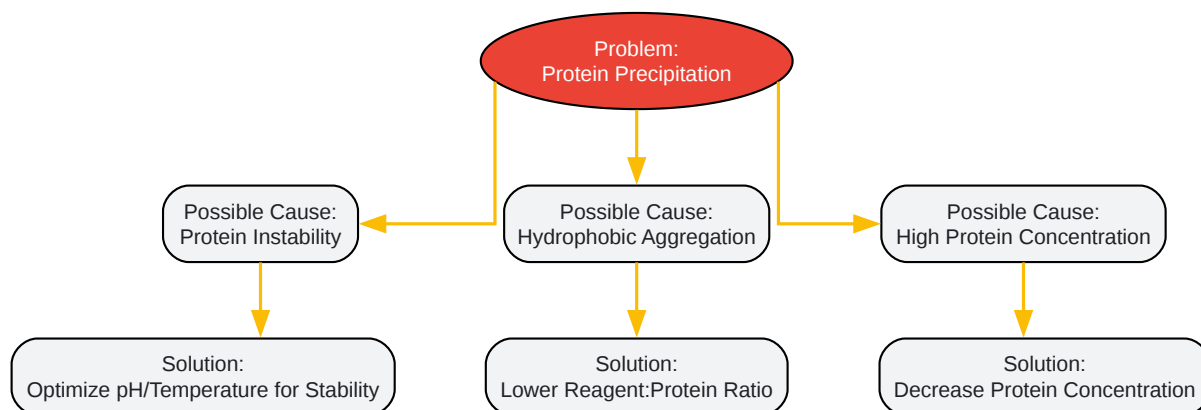 Problem:
Protein Precipitation
Possible Cause:
Protein Instability
Possible Cause:
Hydrophobic Aggregation
Possible Cause:
High Protein Concentration
Solution:
Optimize pH/Temperature for Stability
Solution:
Lower Reagent:Protein Ratio
Solution:
Decrease Protein Concentration